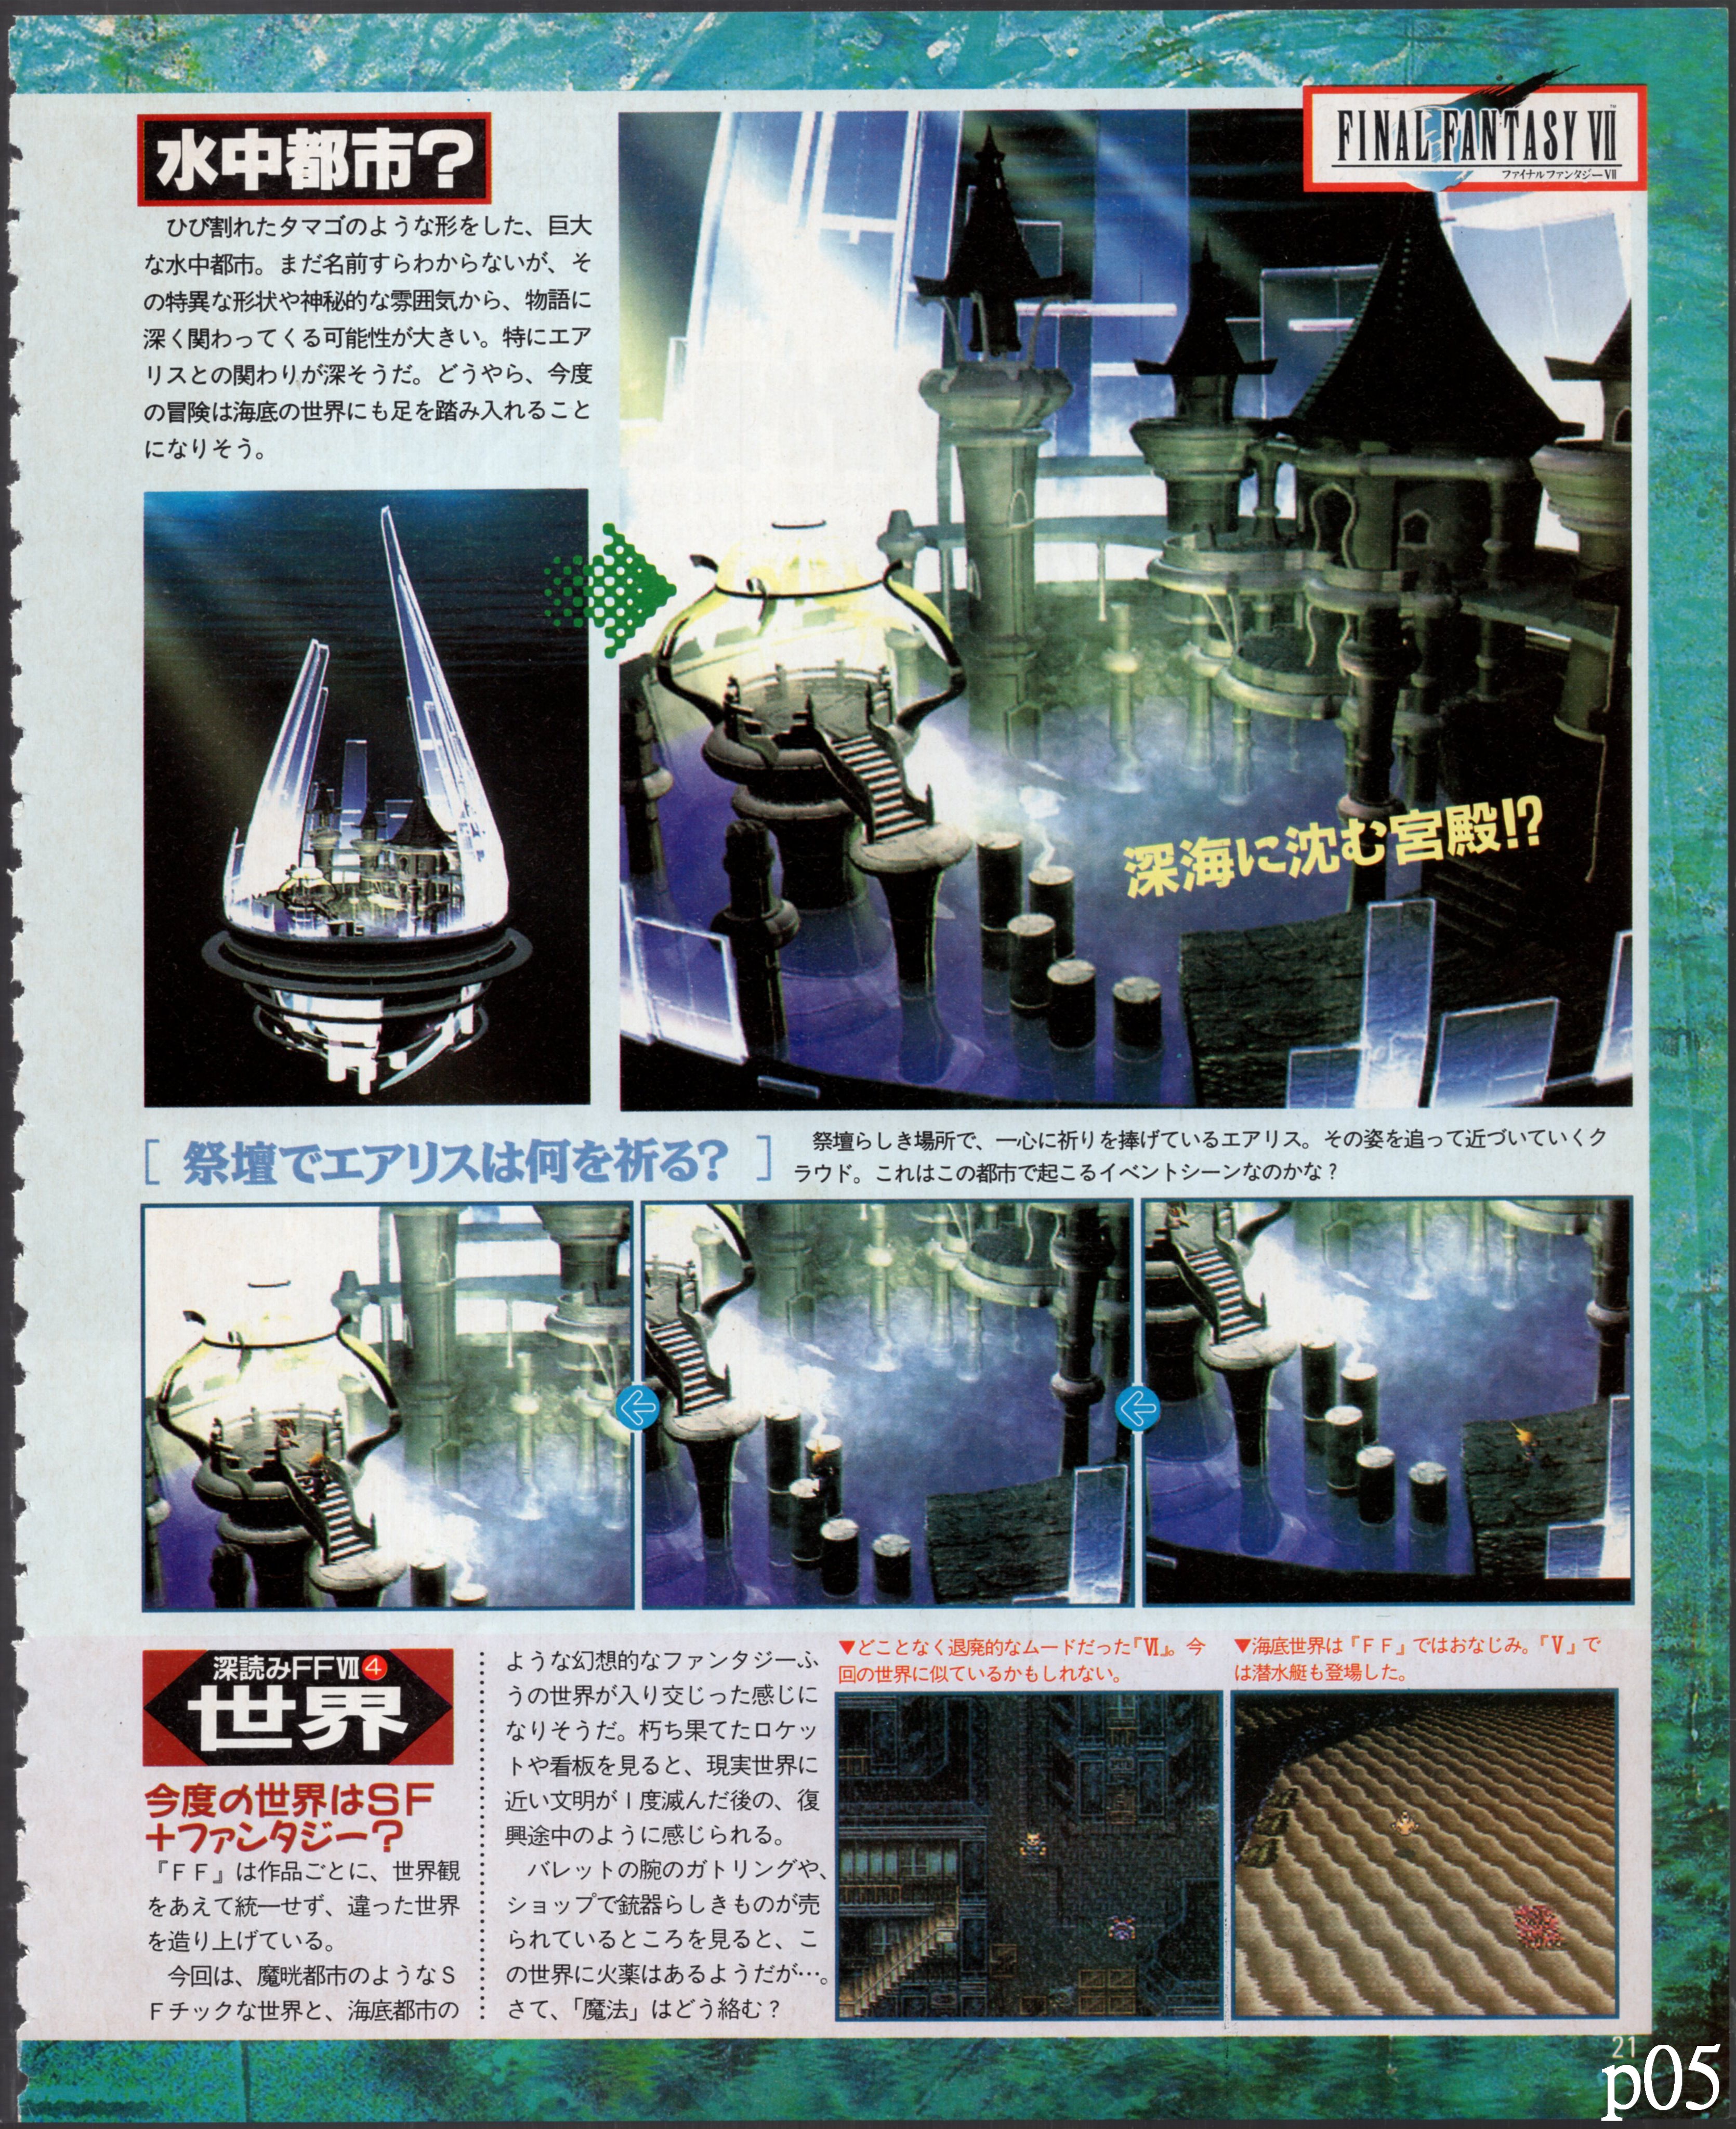 FINAL FANTASY VII
ファイナルファンタジーVII
水中都市?
ひび割れたタマゴのような形をした、巨大
な水中都市。まだ名前すらわからないが、そ
の特異な形状や神秘的な雰囲気から、物語に
深く関わってくる可能性が大きい。特にエア
リスとの関わりが深そうだ。どうやら、今度
の冒険は海底の世界にも足を踏み入れること
になりそう。
深海に沈む宮殿!?
[ 祭壇でエアリスは何を祈る? ]
祭壇らしき場所で、一心に祈りを捧げているエアリス。その姿を追って近づいていくク
ラウド。これはこの都市で起こるイベントシーンなのかな?
深読みFFVII4
世界
今度の世界はSF
+ファンタジー?
『FF』は作品ごとに、世界観
をあえて統一せず、違った世界
を造り上げている。
今回は、魔晄都市のようなS
Fチックな世界と、海底都市の
ような幻想的なファンタジーふ
うの世界が入り交じった感じに
なりそうだ。朽ち果てたロケッ
トや看板を見ると、現実世界に
近い文明が1度滅んだ後の、復
興途中のように感じられる。
バレットの腕のガトリングや、
ショップで銃器らしきものが売
られているところを見ると、こ
の世界に火薬はあるようだが…。
さて、「魔法」はどう絡む?
▼どことなく退廃的なムードだった『VI』。今
回の世界に似ているかもしれない。
▼海底世界は『FF』ではおなじみ。『V』で
は潜水艇も登場した。
21
p05